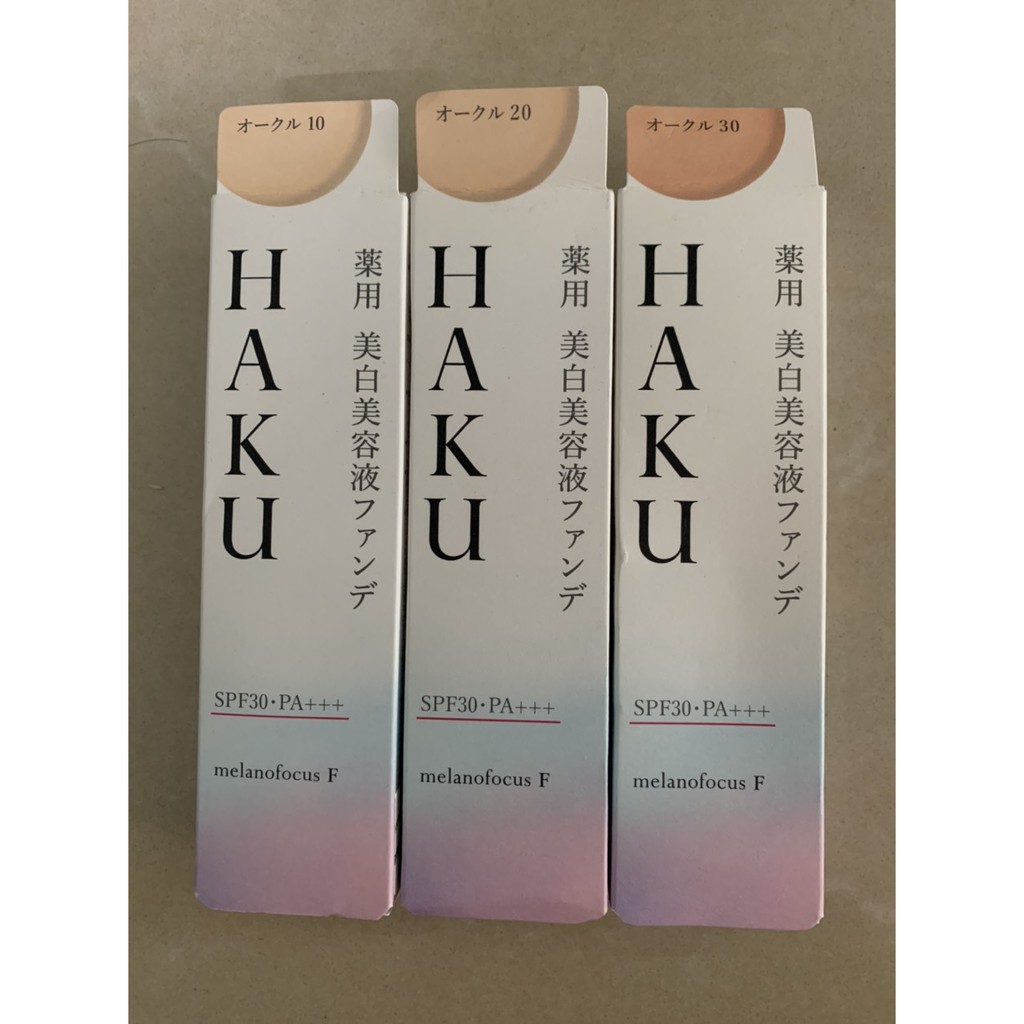 オークル 10
HAKU
薬用 美白美容液ファンデ
SPF30・PA+++
melanofocus F
オークル 20
HAKU
薬用 美白美容液ファンデ
SPF30・PA+++
melanofocus F
オークル 30
HAKU
薬用 美白美容液ファンデ
SPF30・PA+++
melanofocus F